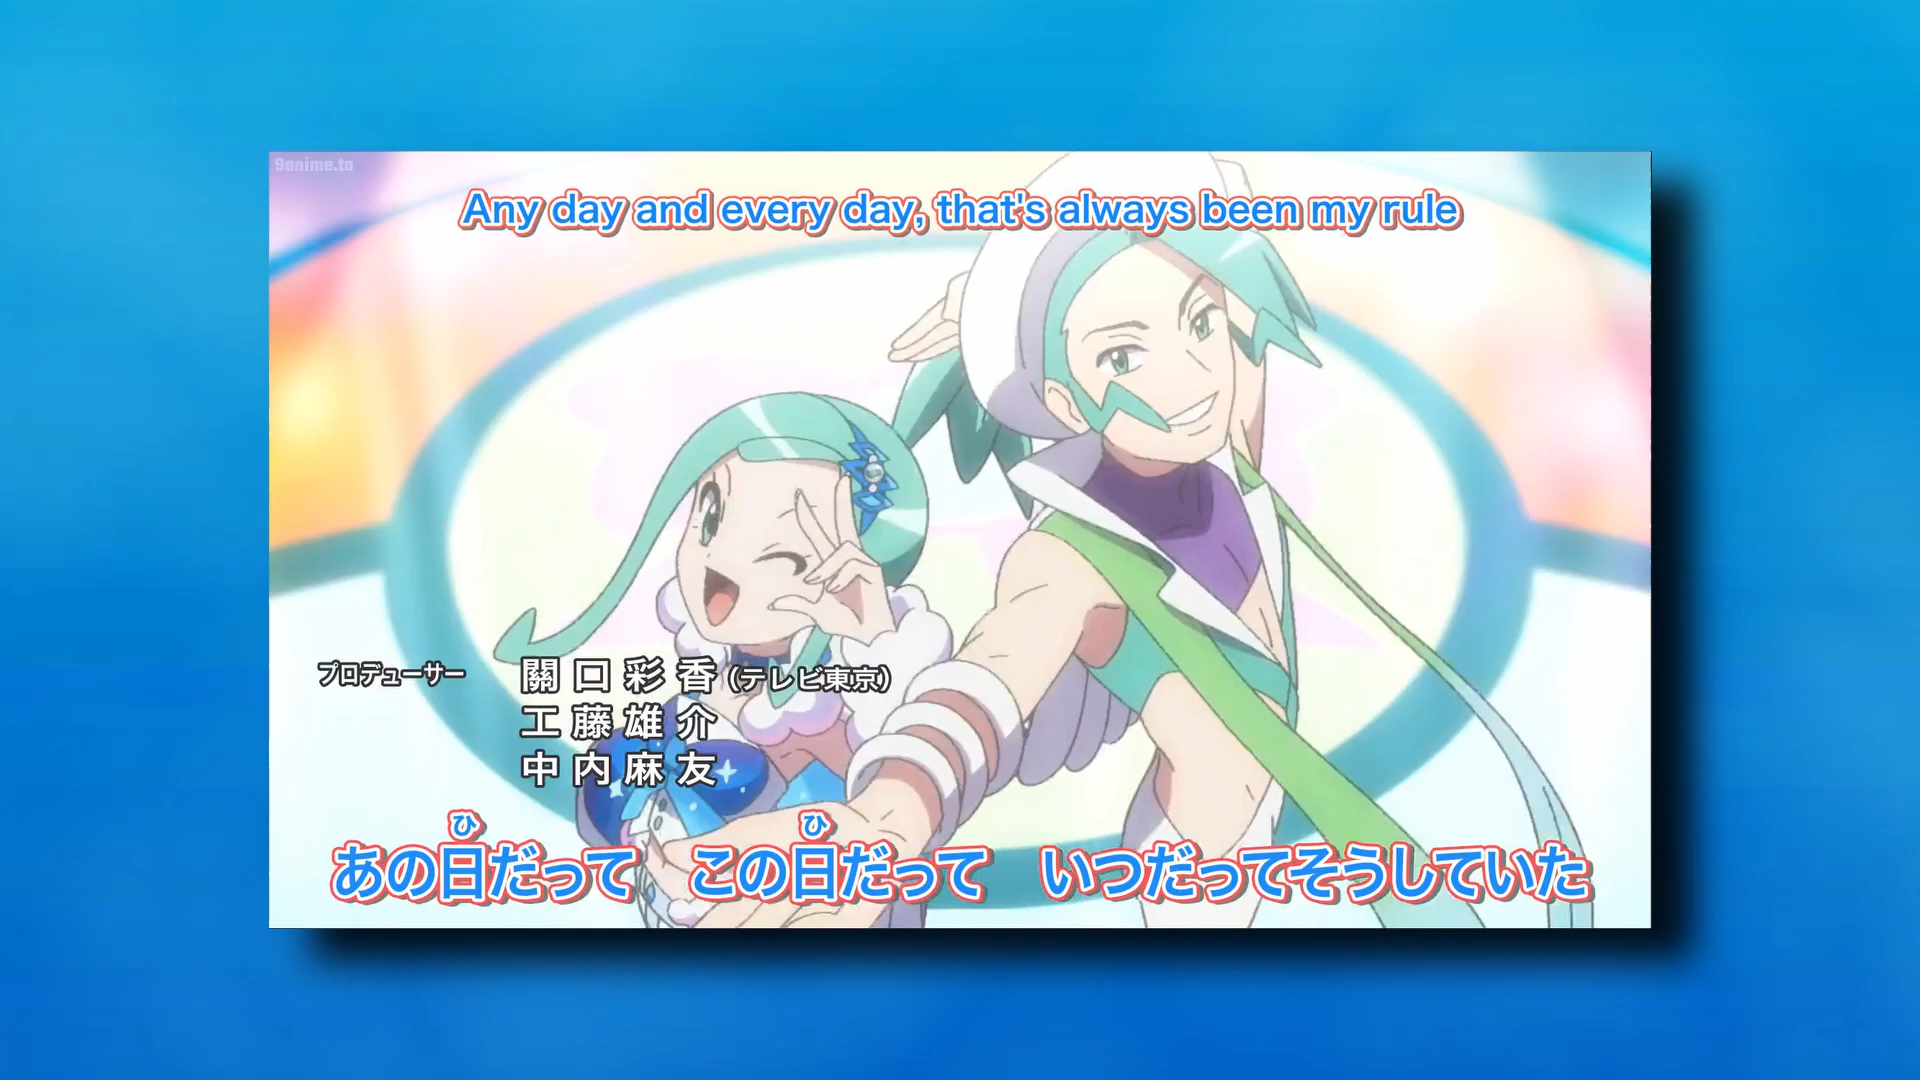 9anime.to
Any day and every day, that's always been my rule
プロデューサー 關口彩香(テレビ東京)
工藤雄介
中内麻友
ひ ひ
あの日だって この日だって いつだってそうしていた